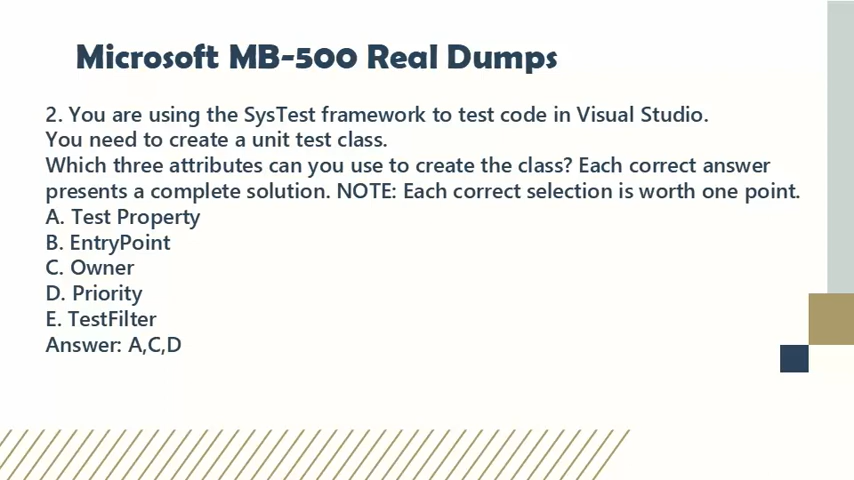 Microsoft MB-500 Real Dumps
2. You are using the SysTest framework to test code in Visual Studio.
You need to create a unit test class.
Which three attributes can you use to create the class? Each correct answer
presents a complete solution. NOTE: Each correct selection is worth one point.
A. Test Property
B. EntryPoint
C. Owner
D. Priority
E. TestFilter
Answer: A,C,D